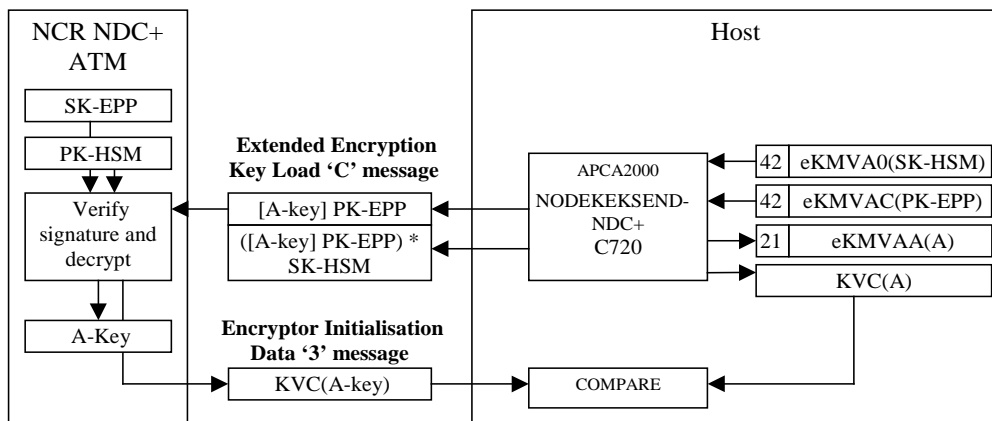 NCR NDC+
ATM
SK-EPP
PK-HSM
Verify
signature and
decrypt
A-Key
Extended Encryption
Key Load ‘C’ message
[A-key] PK-EPP
([A-key] PK-EPP) *
SK-HSM
Encryptor Initialisation
Data ‘3’ message
KVC(A-key)
Host
APCA2000
NODEKEKSEND-
NDC+
C720
42 eKMVA0(SK-HSM)
42 eKMVAC(PK-EPP)
21 eKMVAA(A)
KVC(A)
COMPARE